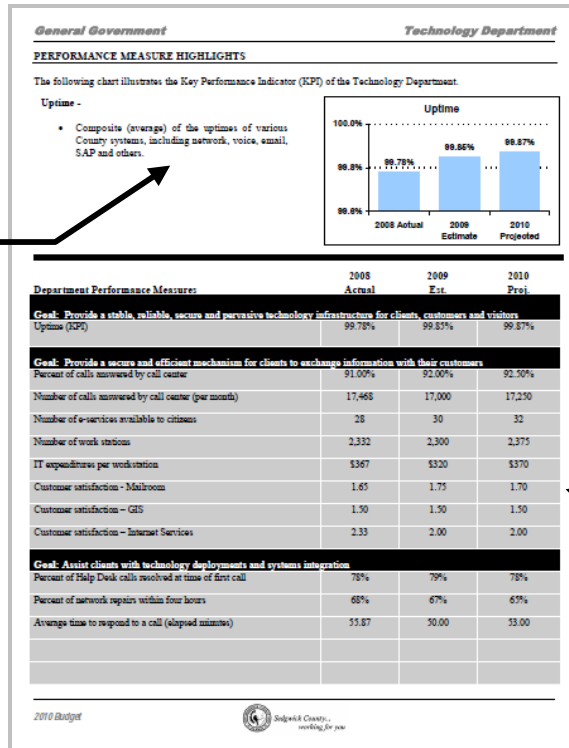 General Government Technology Department
PERFORMANCE MEASURE HIGHLIGHTS
The following chart illustrates the Key Performance Indicator (KPI) of the Technology Department.
Uptime -
• Composite (average) of the uptimes of various
County systems, including network, voice, email,
SAP and others.
Uptime
100.0%
99.8%
99.6%
99.78%
99.85%
99.87%
2008 Actual 2009 Estimate 2010 Projected
2008 2009 2010
Department Performance Measures Actual Est. Proj.
Goal: Provide a stable, reliable, secure and pervasive technology infrastructure for clients, customers and visitors
Uptime (KPI) 99.78% 99.85% 99.87%
Goal: Provide a secure and efficient mechanism for clients to exchange information with their customers
Percent of calls answered by call center 91.00% 92.00% 92.50%
Number of calls answered by call center (per month) 17,468 17,000 17,250
Number of e-services available to citizens 28 30 32
Number of work stations 2,332 2,300 2,375
IT expenditures per workstation $367 $320 $370
Customer satisfaction - Mailroom 1.65 1.75 1.70
Customer satisfaction – GIS 1.50 1.50 1.50
Customer satisfaction – Internet Services 2.33 2.00 2.00
Goal: Assist clients with technology deployments and systems integration
Percent of Help Desk calls resolved at time of first call 78% 79% 78%
Percent of network repairs within four hours 68% 67% 65%
Average time to respond to a call (elapsed minutes) 55.87 50.00 53.00
2010 Budget
Sedgwick County...
working for you